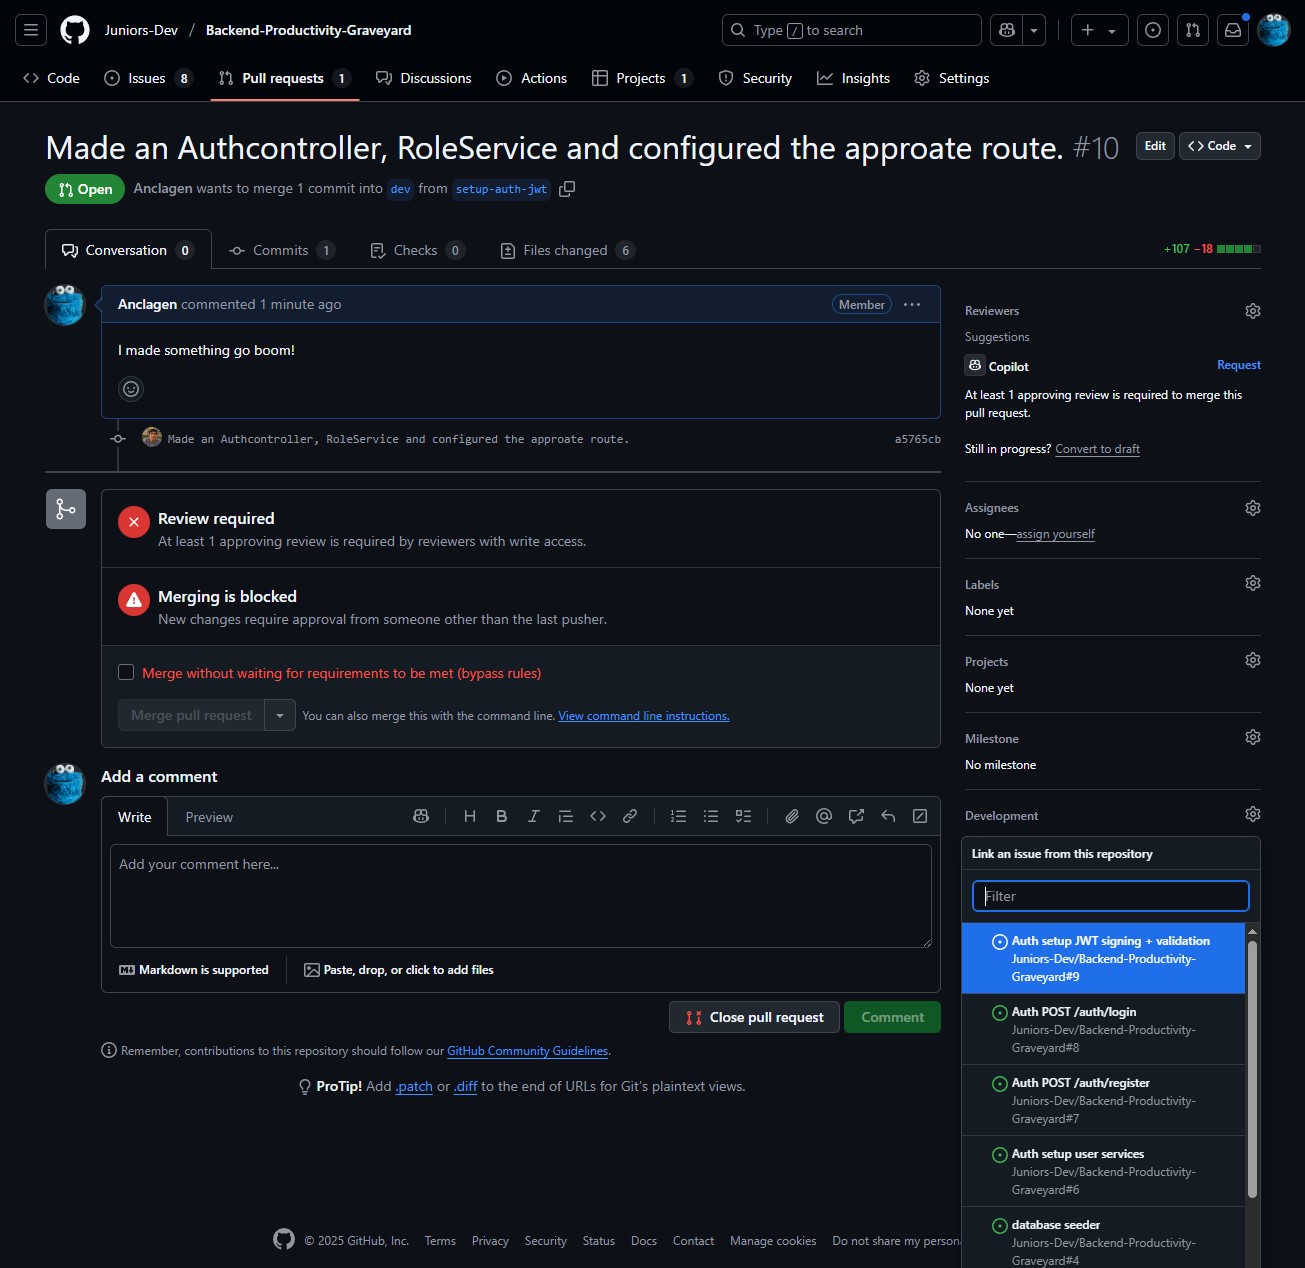 Juniors-Dev / Backend-Productivity-Graveyard
Type / to search
Code
Issues 8
Pull requests 1
Discussions
Actions
Projects 1
Security
Insights
Settings
Made an Authcontroller, RoleService and configured the approate route. #10
Edit
Code
Open
Anclagen wants to merge 1 commit into dev from setup-auth-jwt
Conversation 0
Commits 1
Checks 0
Files changed 6
+107 −18
Anclagen commented 1 minute ago
Member
I made something go boom!
Made an Authcontroller, RoleService and configured the approate route.
a5765cb
Review required
At least 1 approving review is required by reviewers with write access.
Merging is blocked
New changes require approval from someone other than the last pusher.
Merge without waiting for requirements to be met (bypass rules)
Merge pull request
You can also merge this with the command line. View command line instructions.
Add a comment
Write
Preview
H B I
Add your comment here...
Markdown is supported
Paste, drop, or click to add files
Close pull request
Comment
Remember, contributions to this repository should follow our GitHub Community Guidelines.
ProTip! Add .patch or .diff to the end of URLs for Git's plaintext views.
Reviewers
Suggestions
Copilot
Request
At least 1 approving review is required to merge this
pull request.
Still in progress? Convert to draft
Assignees
No one—assign yourself
Labels
None yet
Projects
None yet
Milestone
No milestone
Development
Link an issue from this repository
Filter
Auth setup JWT signing + validation
Juniors-Dev/Backend-Productivity-
Graveyard#9
Auth POST /auth/login
Juniors-Dev/Backend-Productivity-
Graveyard#8
Auth POST /auth/register
Juniors-Dev/Backend-Productivity-
Graveyard#7
Auth setup user services
Juniors-Dev/Backend-Productivity-
Graveyard#6
database seeder
Juniors-Dev/Backend-Productivity-
Graveyard#4
© 2025 GitHub, Inc.
Terms
Privacy
Security
Status
Docs
Contact
Manage cookies
Do not share my persona